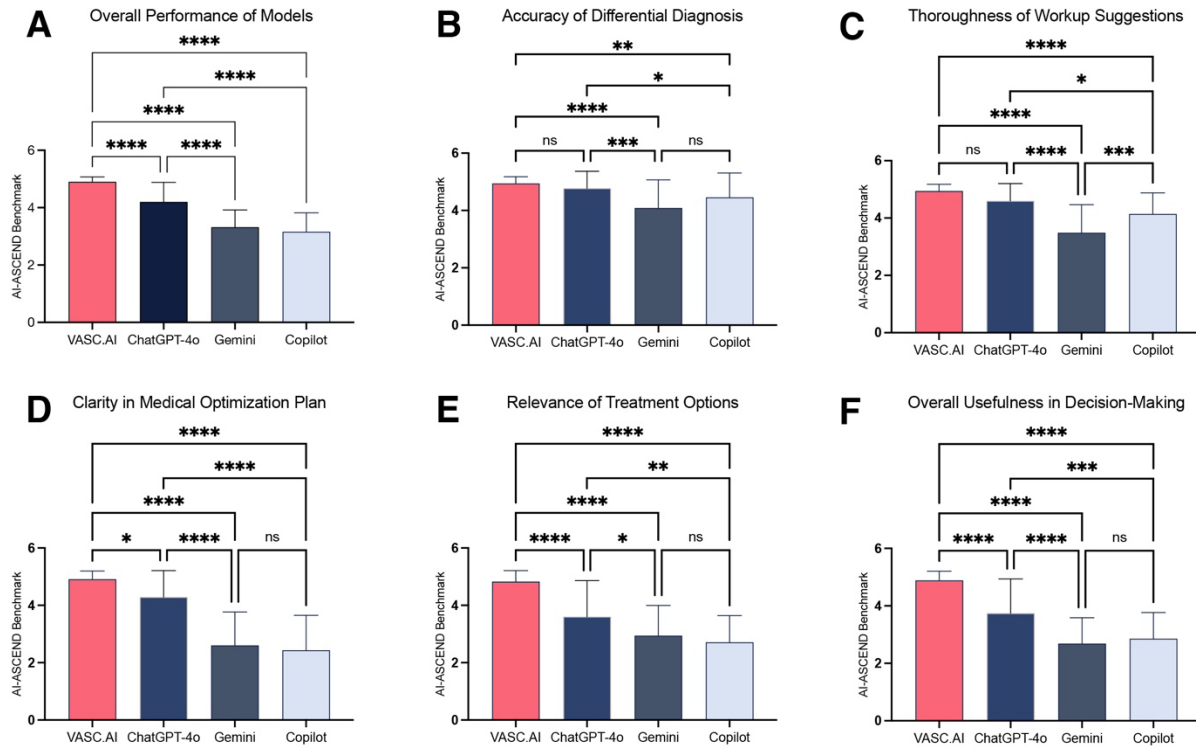 A Overall Performance of Models
****
****
****
**** ****
AI-ASCEND Benchmark
6
4
2
0
VASC.AI ChatGPT-4o Gemini Copilot
B Accuracy of Differential Diagnosis
**
*
****
ns *** ns
AI-ASCEND Benchmark
6
4
2
0
VASC.AI ChatGPT-4o Gemini Copilot
C Thoroughness of Workup Suggestions
****
*
****
ns **** ***
AI-ASCEND Benchmark
6
4
2
0
VASC.AI ChatGPT-4o Gemini Copilot
D Clarity in Medical Optimization Plan
****
****
****
* **** ns
AI-ASCEND Benchmark
6
4
2
0
VASC.AI ChatGPT-4o Gemini Copilot
E Relevance of Treatment Options
****
**
****
**** * ns
AI-ASCEND Benchmark
6
4
2
0
VASC.AI ChatGPT-4o Gemini Copilot
F Overall Usefulness in Decision-Making
****
***
****
**** **** ns
AI-ASCEND Benchmark
6
4
2
0
VASC.AI ChatGPT-4o Gemini Copilot